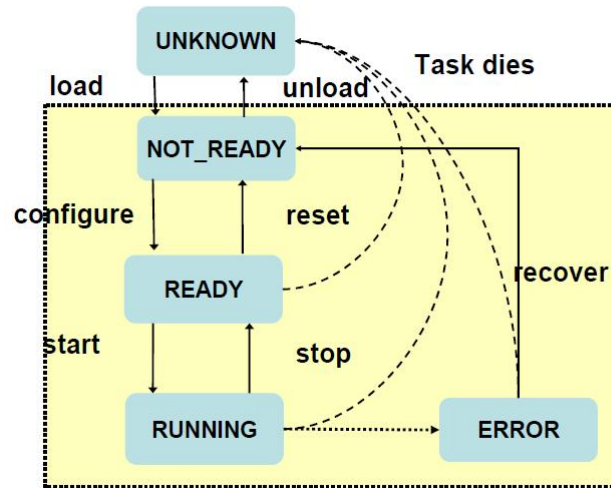 UNKNOWN
Task dies
load
unload
NOT_READY
configure
reset
recover
READY
start
stop
RUNNING
ERROR